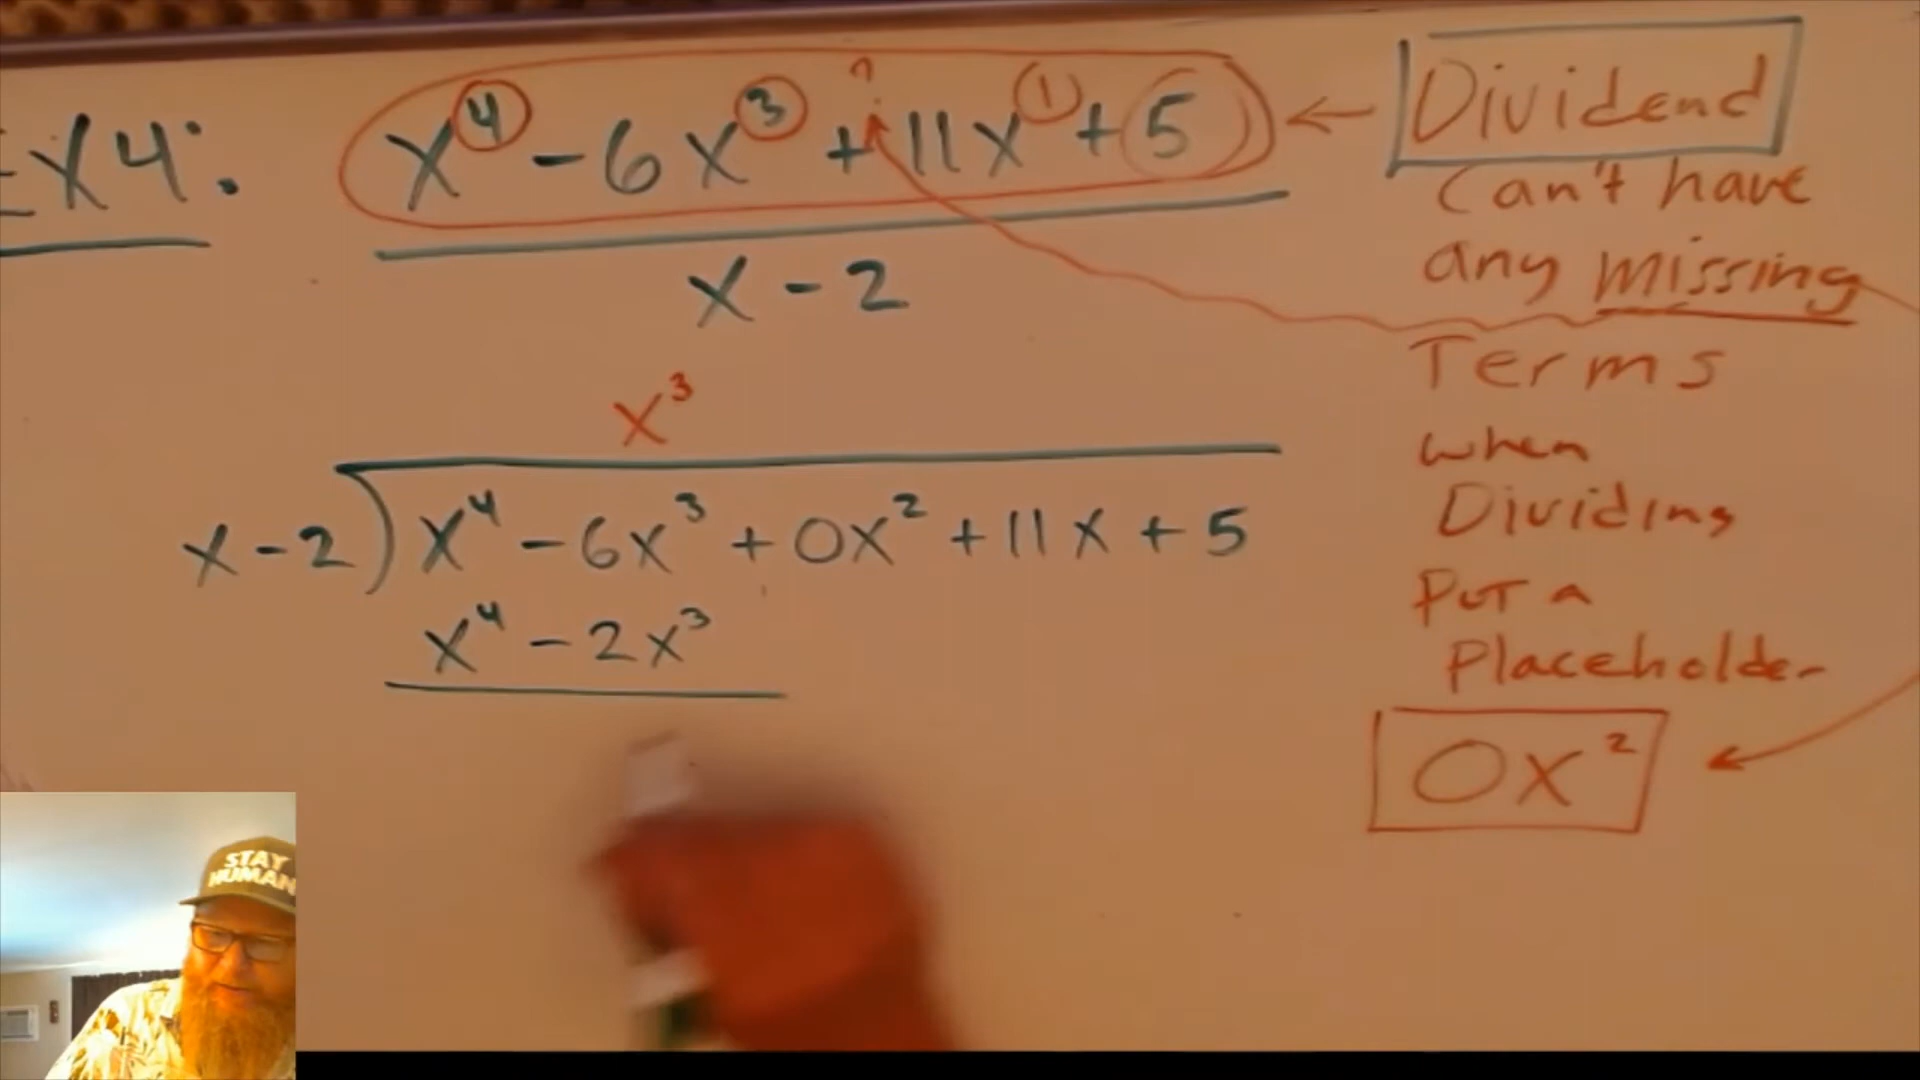 EX4:
x⁴ - 6x³ + 11x¹ + 5
?
x - 2
← Dividend
Can't have
any missing
Terms
when
Dividing
Put a
Placeholder
0x²
x³
x - 2 ) x⁴ - 6x³ + 0x² + 11x + 5
x⁴ - 2x³
STAY
HUMAN